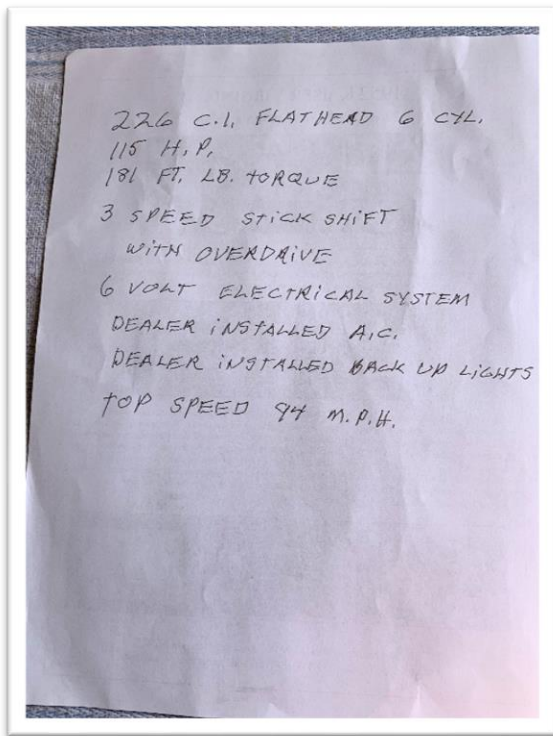 226 C.I. FLATHEAD 6 CYL.
115 H.P.
181 FT. LB. TORQUE
3 SPEED STICK SHIFT
WITH OVERDRIVE
6 VOLT ELECTRICAL SYSTEM
DEALER INSTALLED A.C.
DEALER INSTALLED BACK UP LIGHTS
TOP SPEED 94 M.P.H.